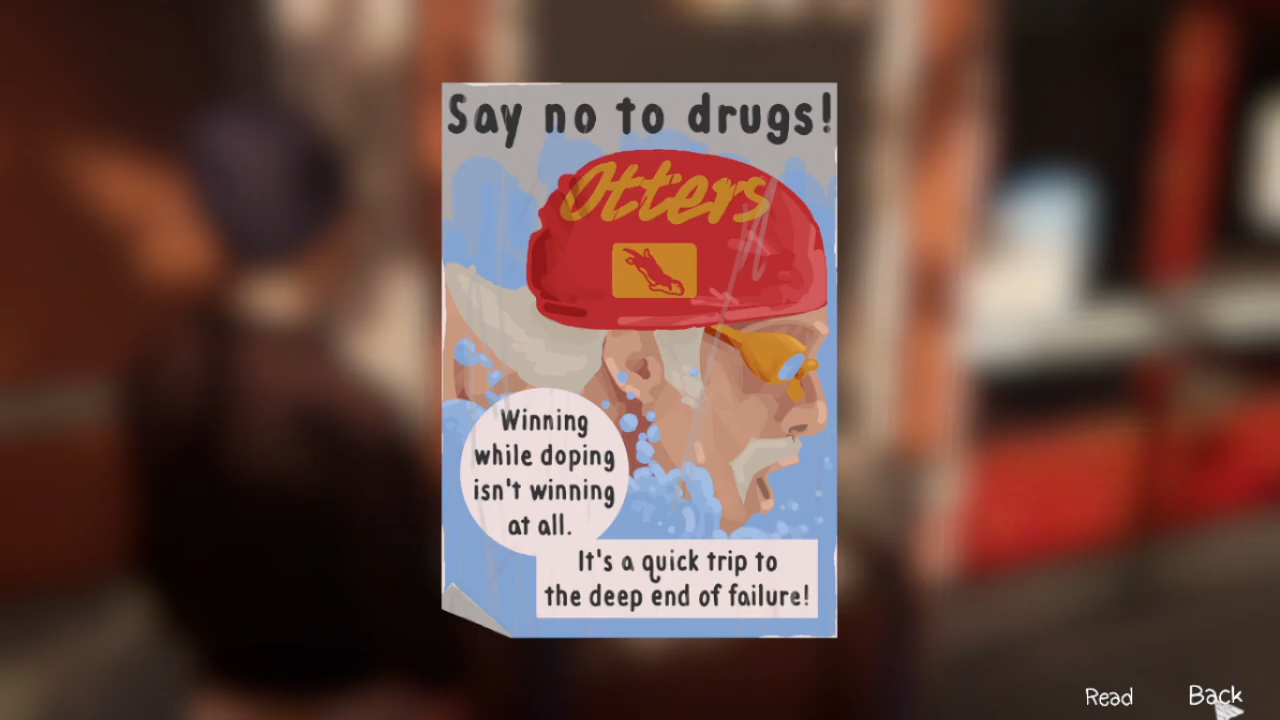 Say no to drugs!
Otters
Winning
while doping
isn't winning
at all.
It's a quick trip to
the deep end of failure!
Read
Back